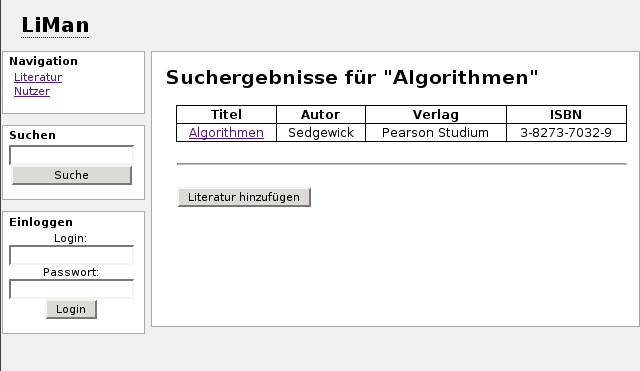 LiMan
Navigation
Literatur
Nutzer
Suchen
Suche
Einloggen
Login:
Passwort:
Login
Suchergebnisse für "Algorithmen"
Titel Autor Verlag ISBN
Algorithmen Sedgewick Pearson Studium 3-8273-7032-9
Literatur hinzufügen